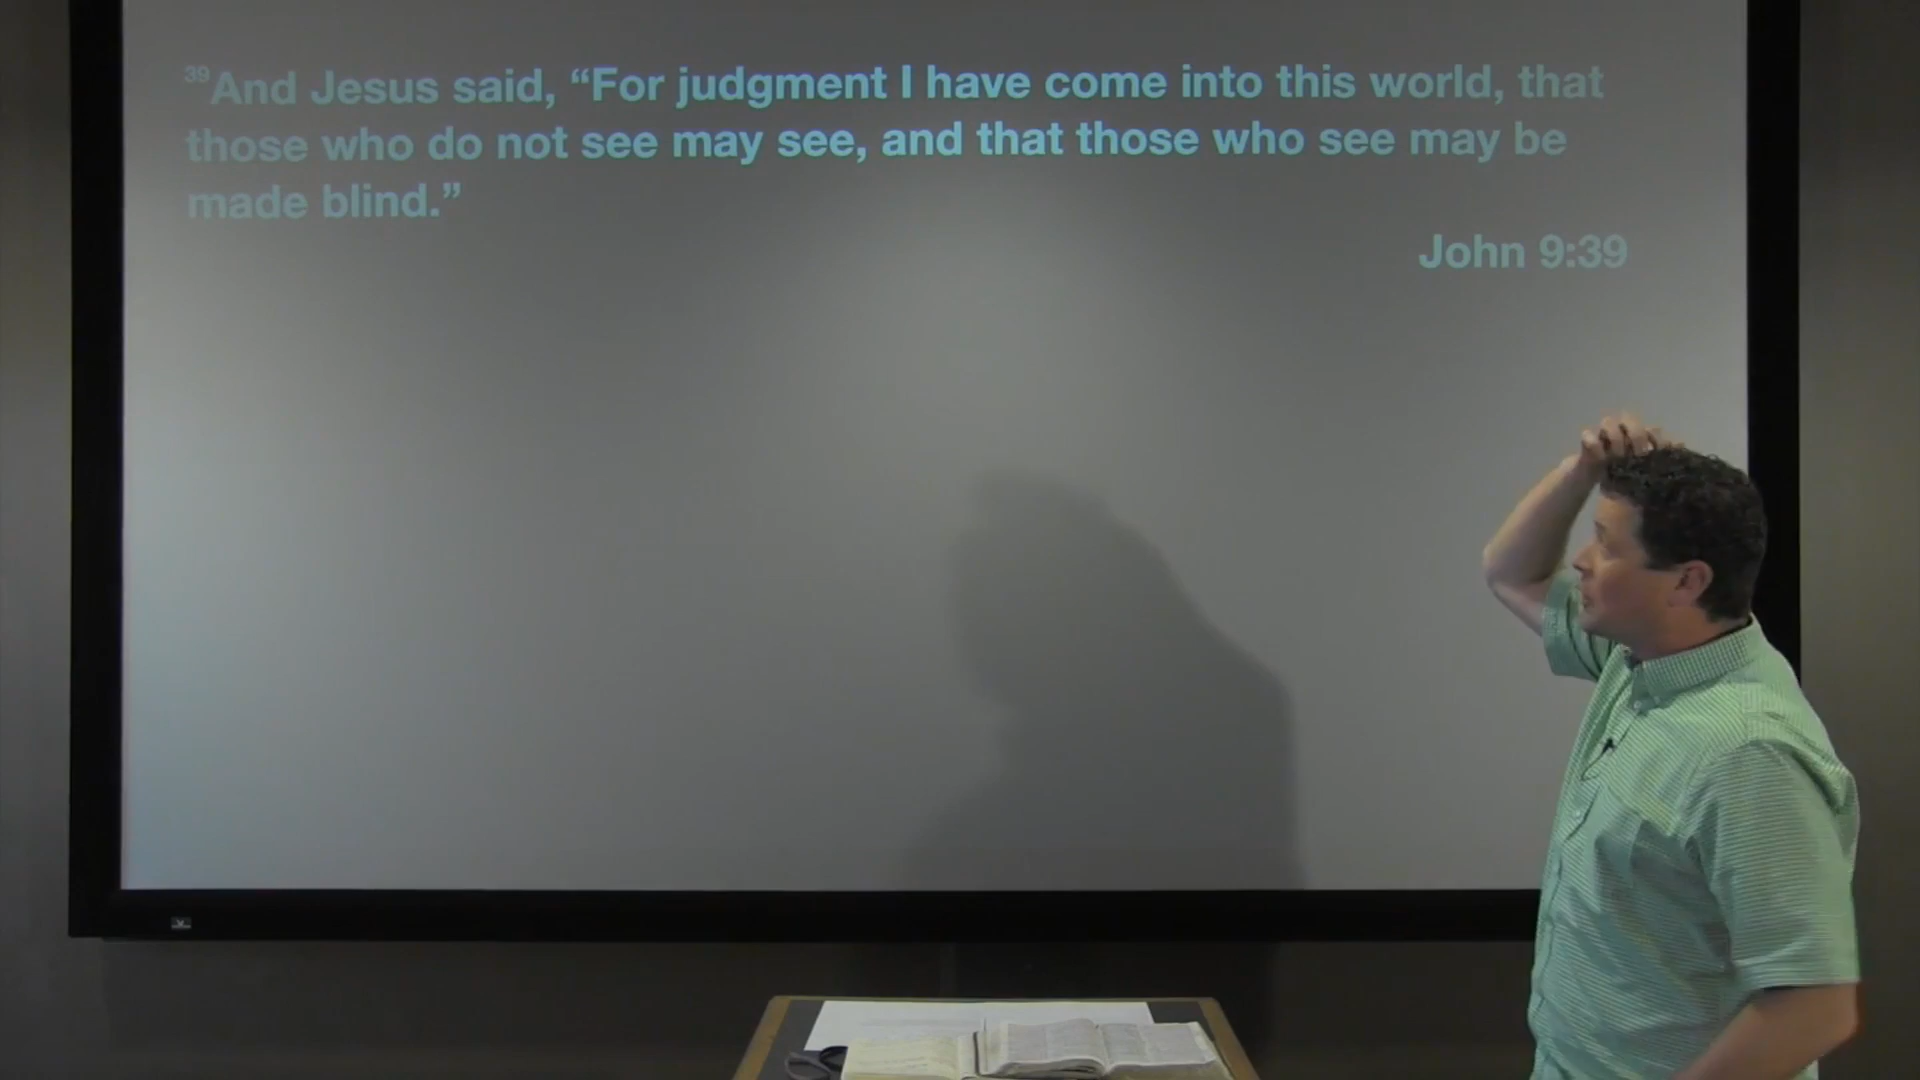 ³⁹And Jesus said, “For judgment I have come into this world, that
those who do not see may see, and that those who see may be
made blind.”
John 9:39